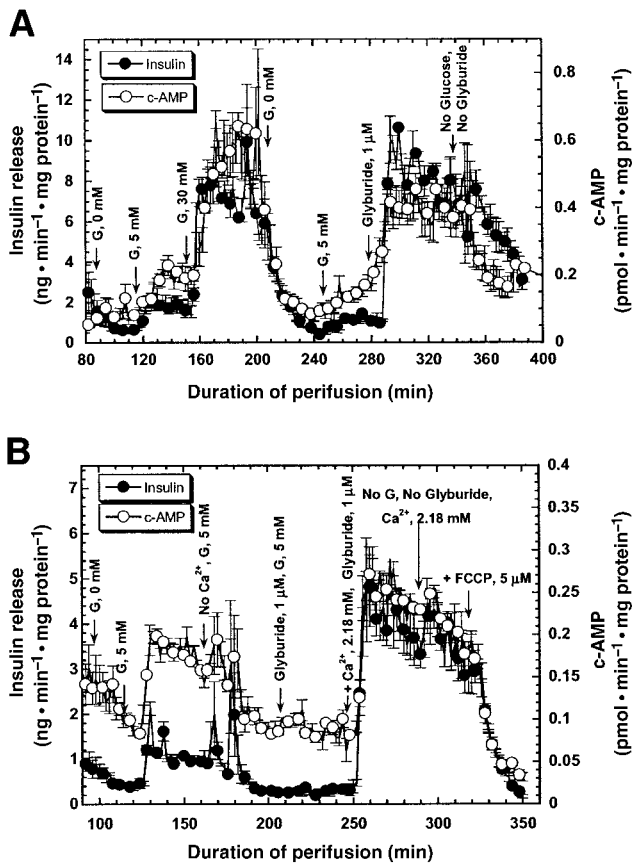 A
Insulin
c-AMP
G, 0 mM
G, 5 mM
G, 30 mM
G, 0 mM
G, 5 mM
Glyburide, 1 μM
No Glucose,
No Glyburide
Insulin release
(ng • min⁻¹ • mg protein⁻¹)
14
12
10
8
6
4
2
0
c-AMP
(pmol • min⁻¹ • mg protein⁻¹)
0.8
0.6
0.4
0.2
0
80 120 160 200 240 280 320 360 400
Duration of perifusion (min)
B
Insulin
c-AMP
G, 0 mM
G, 5 mM
No Ca²⁺, G, 5 mM
Glyburide, 1 μM, G, 5 mM
+ Ca²⁺, 2.18 mM, Glyburide, 1 μM
No G, No Glyburide,
Ca²⁺, 2.18 mM
+ FCCP, 5 μM
Insulin release
(ng • min⁻¹ • mg protein⁻¹)
7
6
5
4
3
2
1
0
c-AMP
(pmol • min⁻¹ • mg protein⁻¹)
0.4
0.35
0.3
0.25
0.2
0.15
0.1
0.05
0
100 150 200 250 300 350
Duration of perifusion (min)